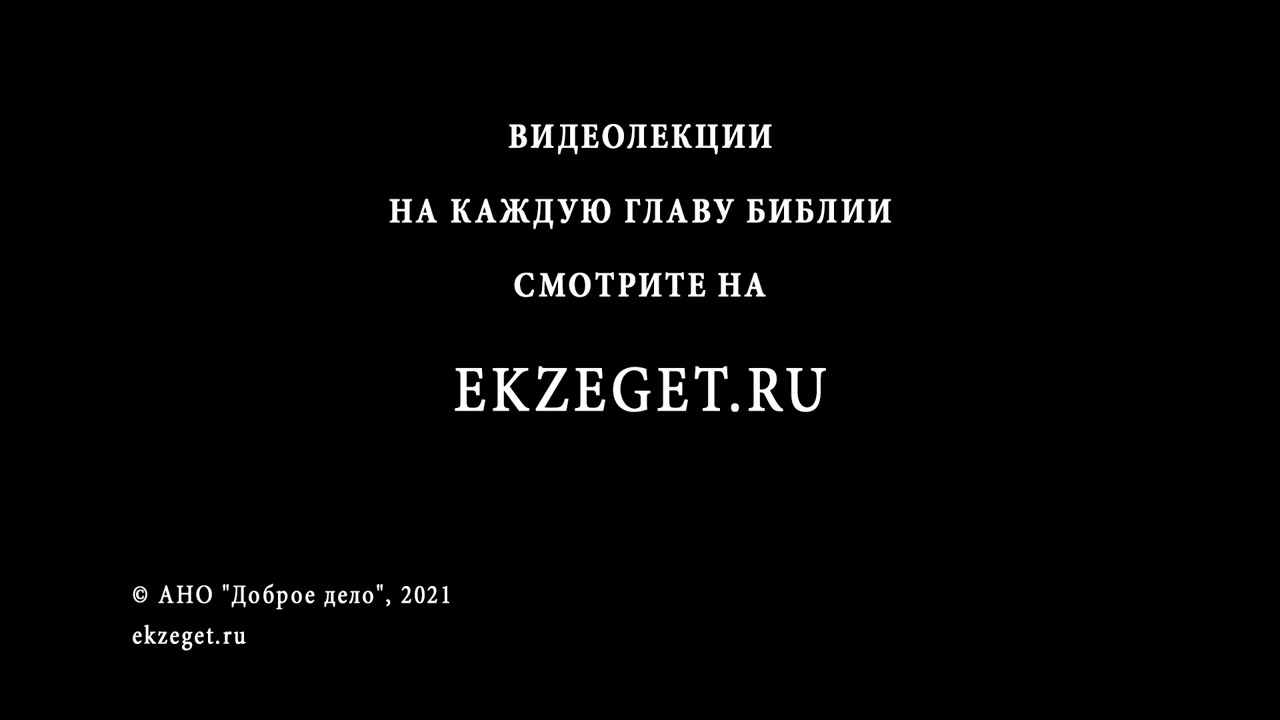 ВИДЕОЛЕКЦИИ
НА КАЖДУЮ ГЛАВУ БИБЛИИ
СМОТРИТЕ НА
EKZEGET.RU
© АНО "Доброе дело", 2021
ekzeget.ru